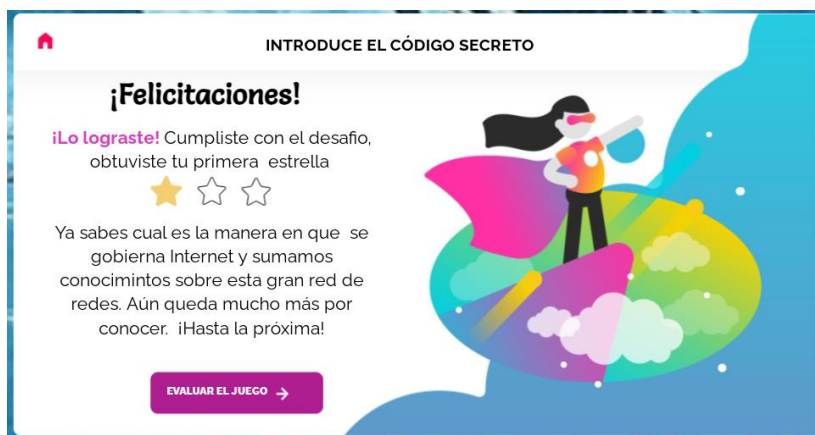 INTRODUCE EL CÓDIGO SECRETO
¡Felicitaciones!
¡Lo lograste! Cumpliste con el desafio,
obtuviste tu primera estrella
Ya sabes cual es la manera en que se
gobierna Internet y sumamos
conocimintos sobre esta gran red de
redes. Aún queda mucho más por
conocer. ¡Hasta la próxima!
EVALUAR EL JUEGO →